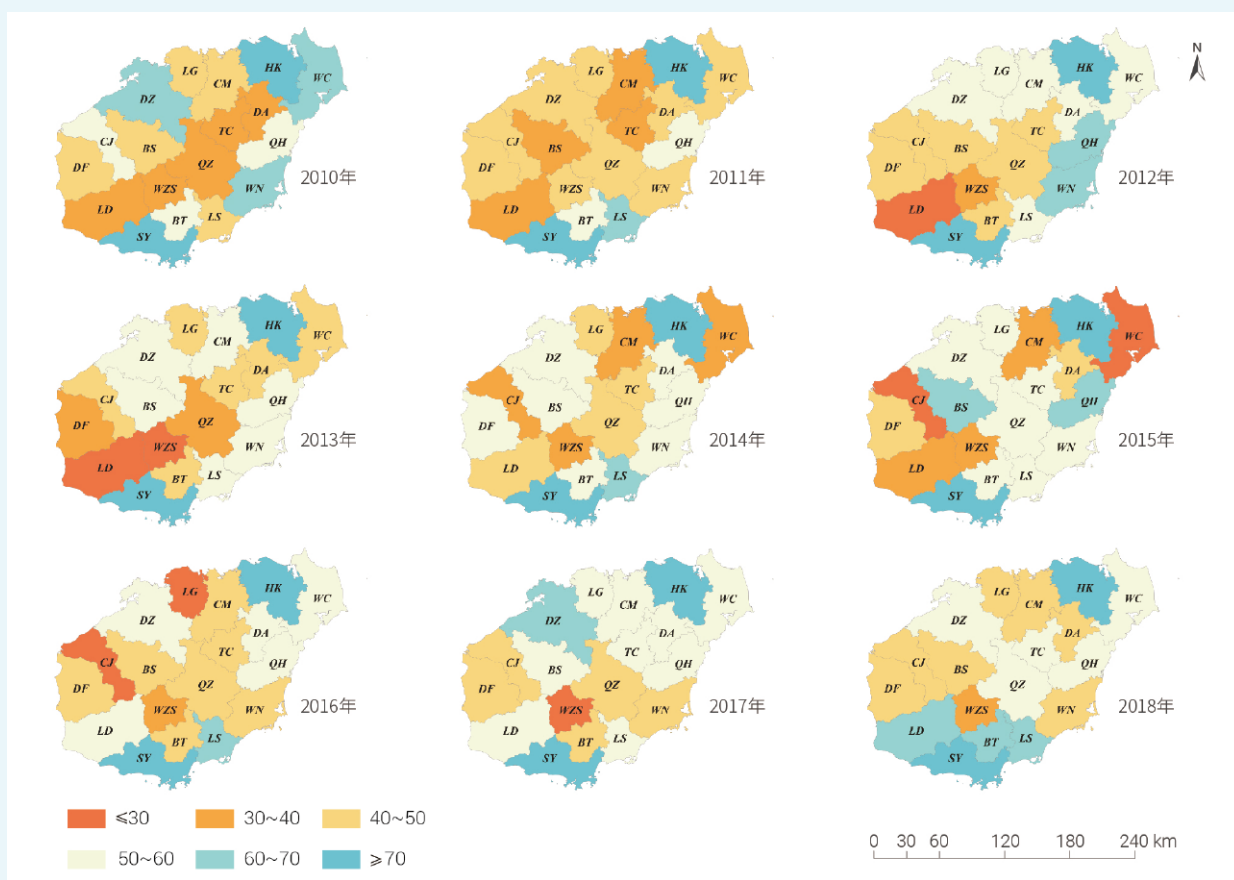 N
LG
CM
HK
WC
DZ
DA
TC
CJ
BS
QH
DF
QZ
WZS
WN
LD
BT
LS
SY
2010年
LG
CM
HK
WC
DZ
DA
TC
CJ
BS
QH
DF
QZ
WZS
WN
LD
BT
LS
SY
2011年
LG
CM
HK
WC
DZ
DA
TC
CJ
BS
QH
DF
QZ
WZS
WN
LD
BT
LS
SY
2012年
LG
CM
HK
WC
DZ
DA
TC
CJ
BS
QH
DF
QZ
WZS
WN
LD
BT
LS
SY
2013年
LG
CM
HK
WC
DZ
DA
TC
CJ
BS
QH
DF
QZ
WZS
WN
LD
BT
LS
SY
2014年
LG
CM
HK
WC
DZ
DA
TC
CJ
BS
QH
DF
QZ
WZS
WN
LD
BT
LS
SY
2015年
LG
CM
HK
WC
DZ
DA
TC
CJ
BS
QH
DF
QZ
WZS
WN
LD
BT
LS
SY
2016年
LG
CM
HK
WC
DZ
DA
TC
CJ
BS
QH
DF
QZ
WZS
WN
LD
BT
LS
SY
2017年
LG
CM
HK
WC
DZ
DA
TC
CJ
BS
QH
DF
QZ
WZS
WN
LD
BT
LS
SY
2018年
≤30 30~40 40~50
50~60 60~70 ≥70
0 30 60 120 180 240 km